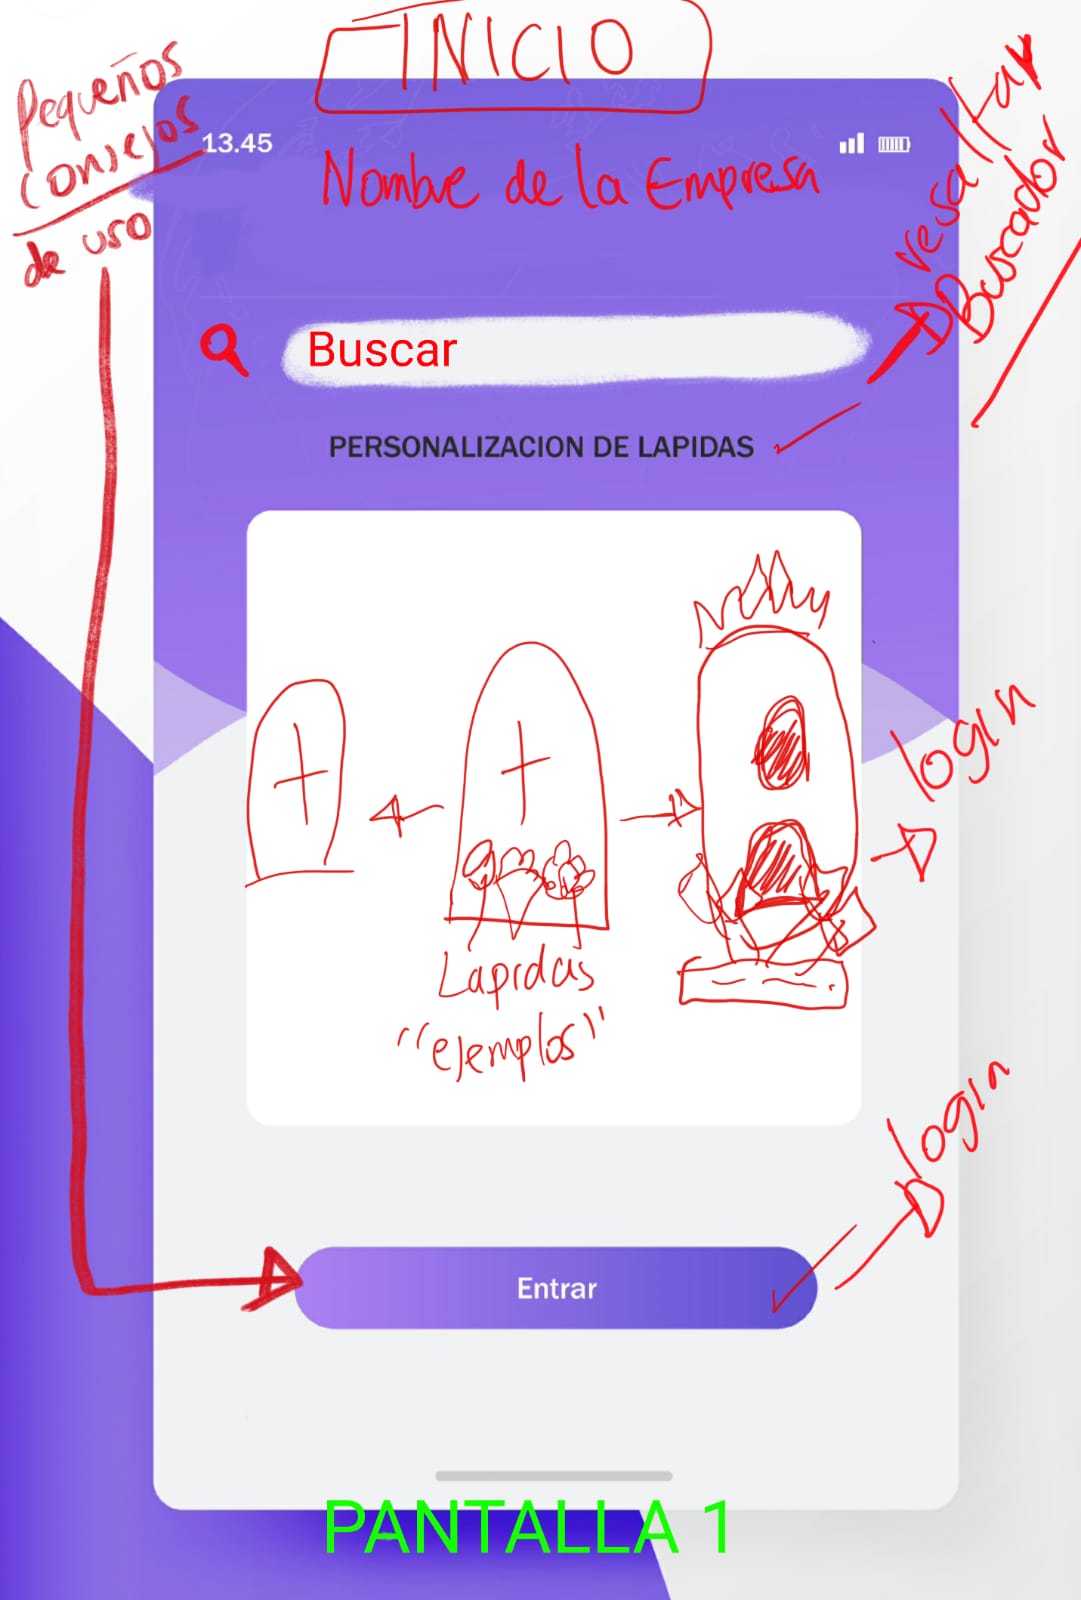 INICIO
Pequeños
consejos
de uso
13.45
Nombre de la Empresa
resaltar
Buscador
Buscar
PERSONALIZACION DE LAPIDAS
login
Lapidas
"ejemplos"
login
Entrar
PANTALLA 1